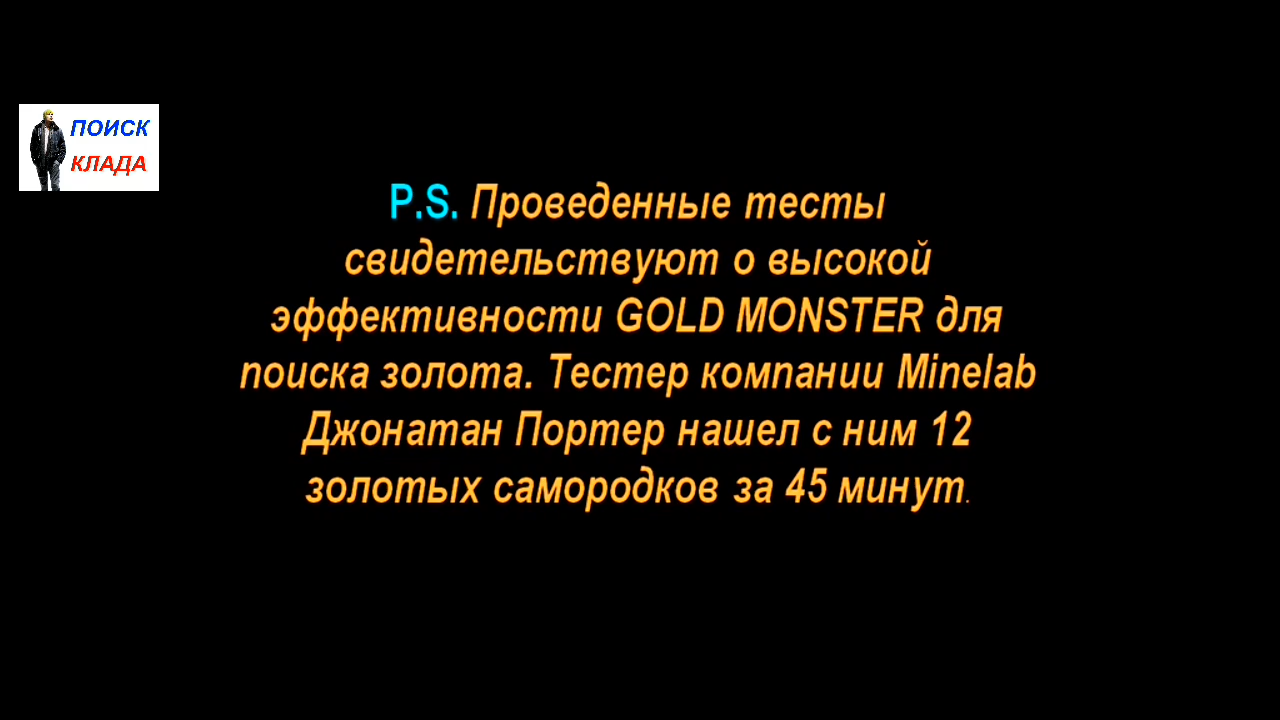 ПОИСК
КЛАДА
P.S. Проведенные тесты
свидетельствуют о высокой
эффективности GOLD MONSTER для
поиска золота. Тестер компании Minelab
Джонатан Портер нашел с ним 12
золотых самородков за 45 минут.